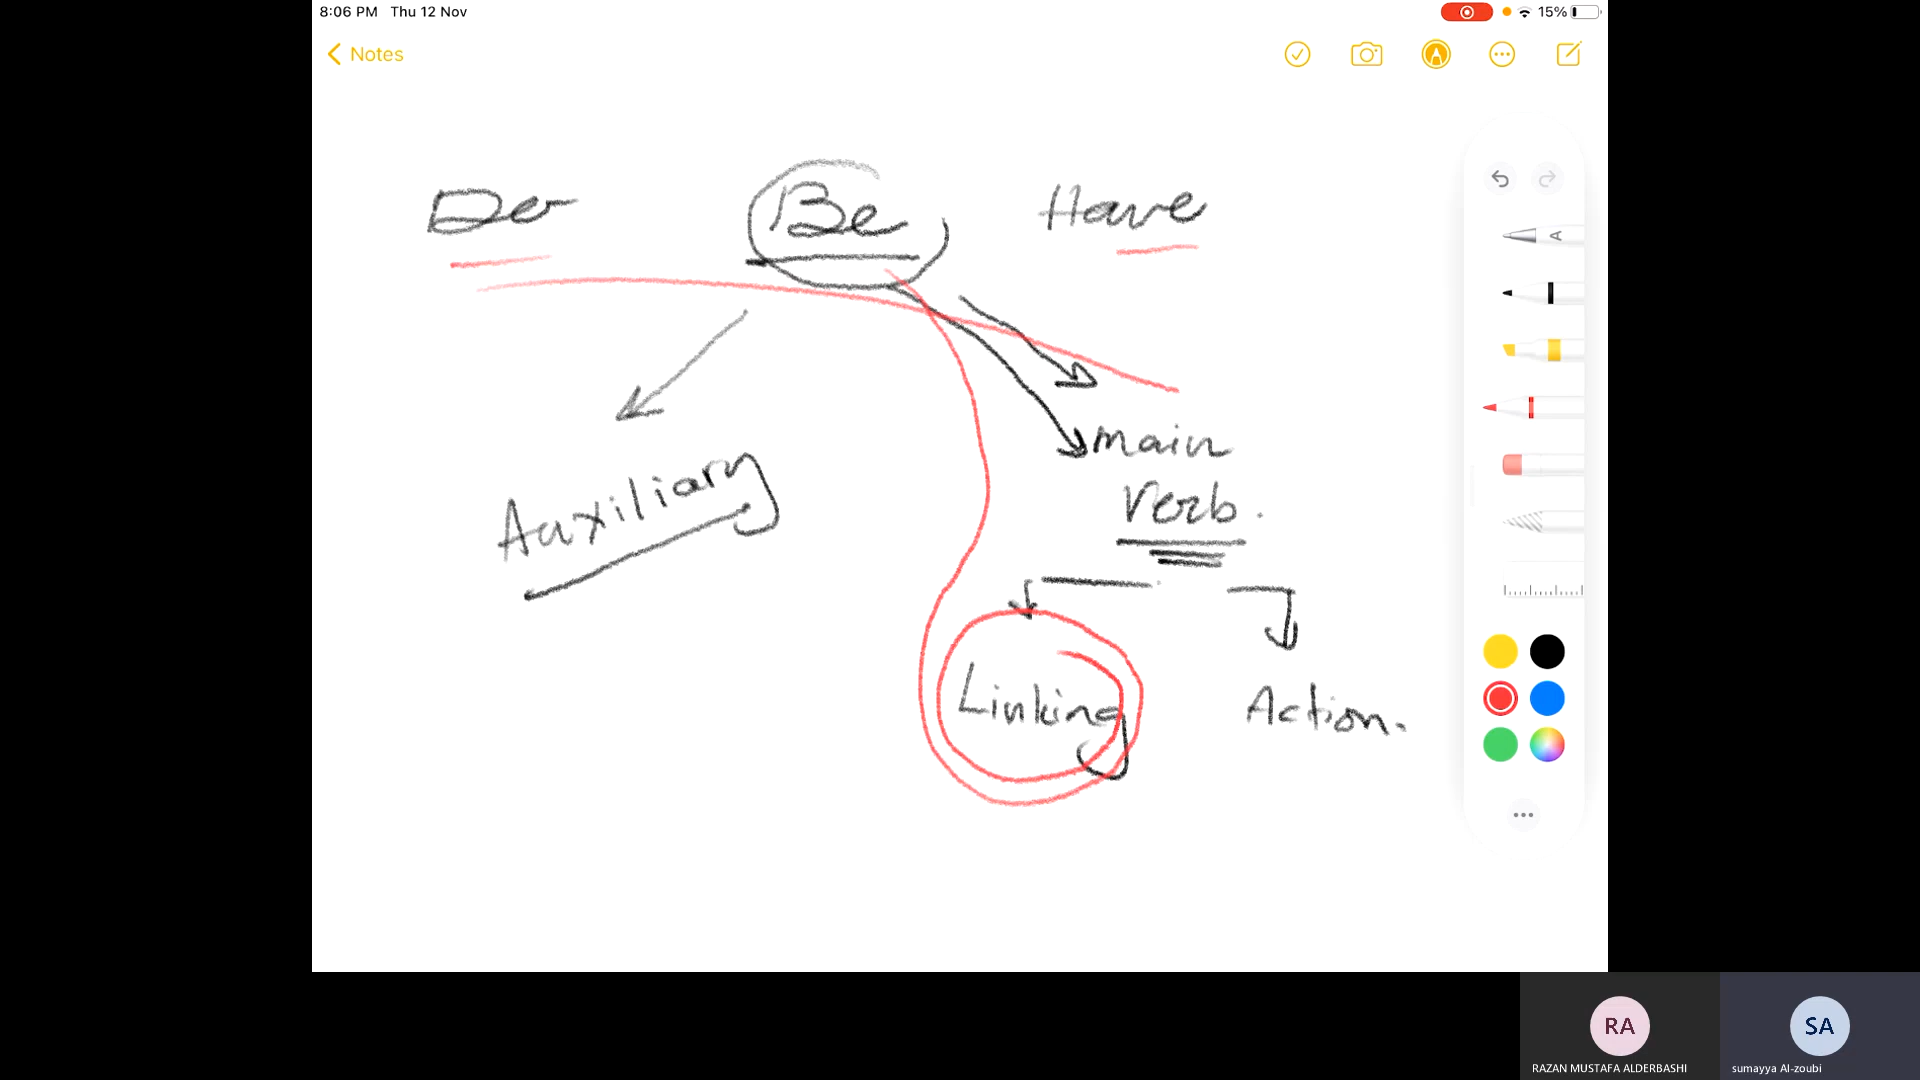 8:06 PM Thu 12 Nov
15%
Notes
Do Be Have
A
main
Verb.
Auxiliary
Linking Action.
RA
SA
RAZAN MUSTAFA ALDERBASHI
sumayya Al-zoubi